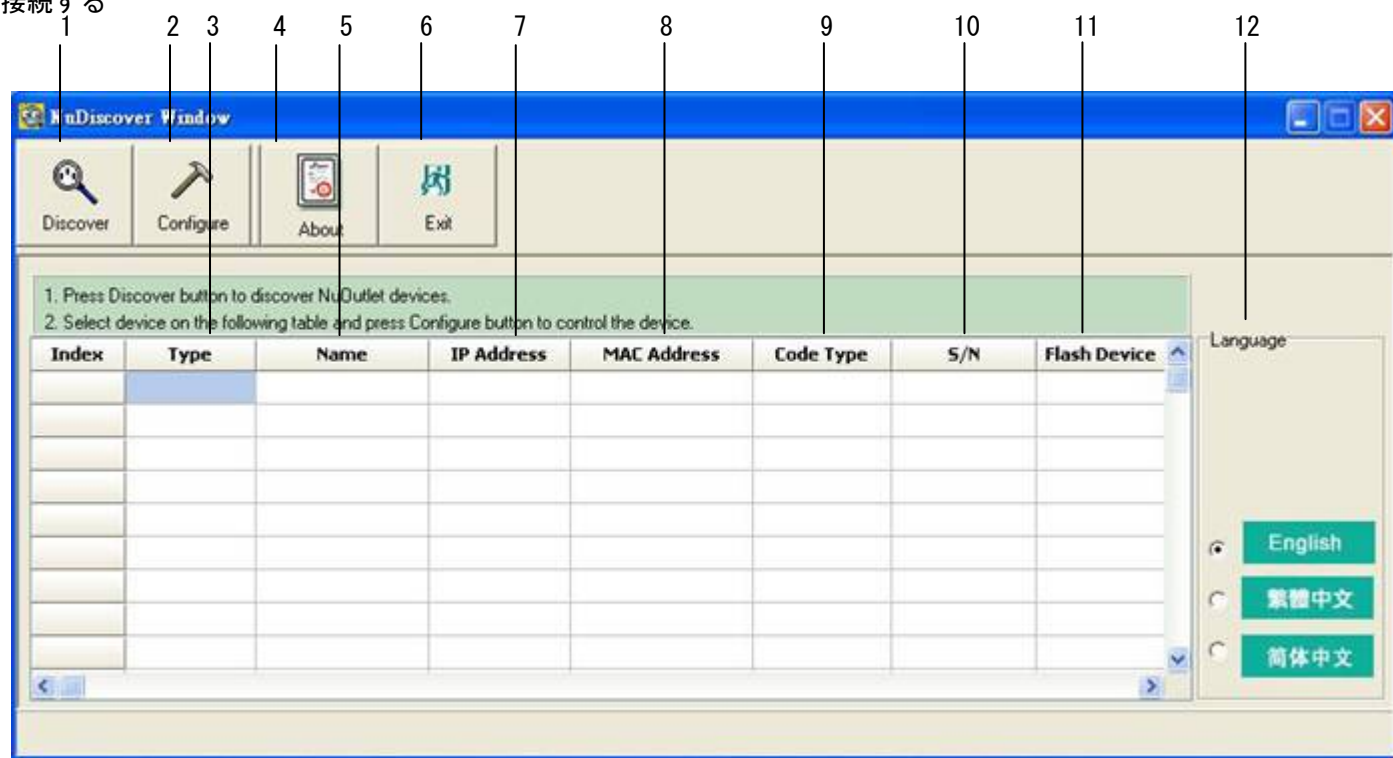 接続する
1 2 3 4 5 6 7 8 9 10 11 12
NuDiscover Window
Discover Configure About Exit
1. Press Discover button to discover NuOutlet devices.
2. Select device on the following table and press Configure button to control the device.
Index Type Name IP Address MAC Address Code Type S/N Flash Device
Language
English
繁體中文
简体中文